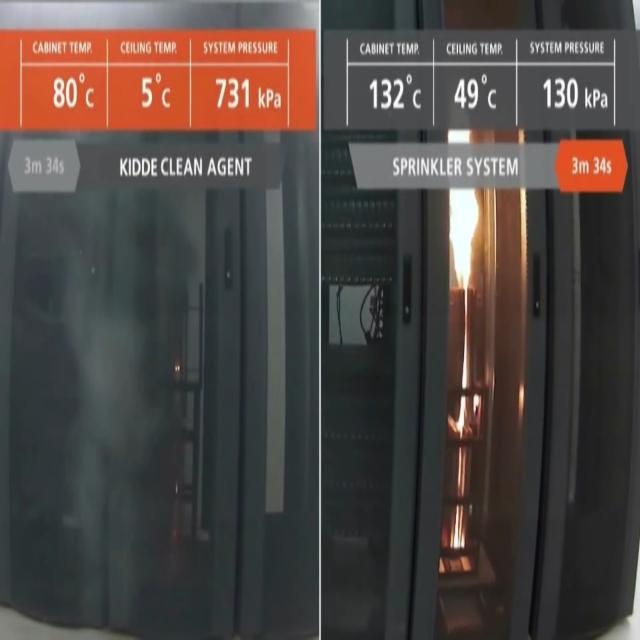 CABINET TEMP. CEILING TEMP. SYSTEM PRESSURE
80°C 5°C 731 kPa
3m 34s KIDDE CLEAN AGENT
CABINET TEMP. CEILING TEMP. SYSTEM PRESSURE
132°C 49°C 130 kPa
SPRINKLER SYSTEM 3m 34s